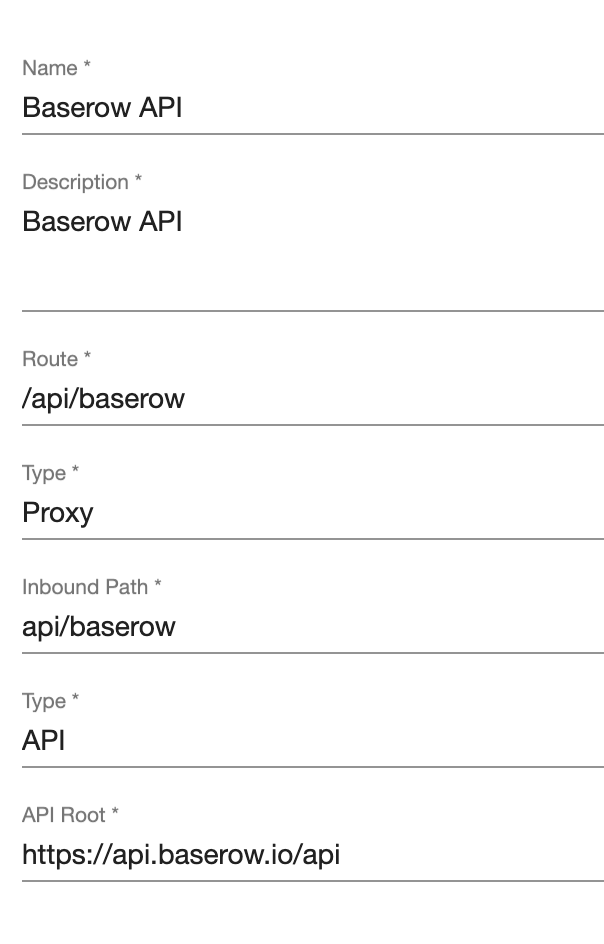 Name *
Baserow API
Description *
Baserow API
Route *
/api/baserow
Type *
Proxy
Inbound Path *
api/baserow
Type *
API
API Root *
https://api.baserow.io/api